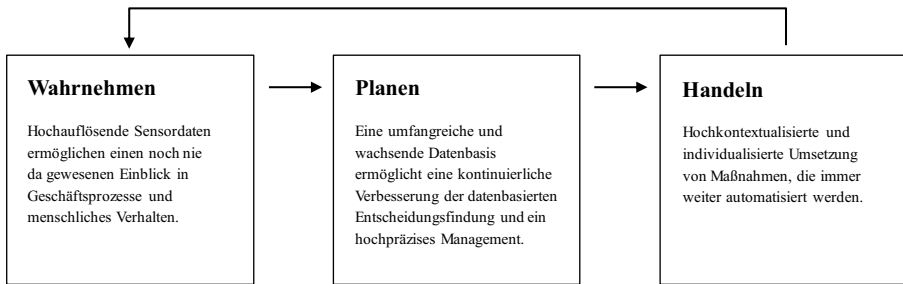 Wahrnehmen
Hochauflösende Sensordaten
ermöglichen einen noch nie
da gewesenen Einblick in
Geschäftsprozesse und
menschliches Verhalten.
Planen
Eine umfangreiche und
wachsende Datenbasis
ermöglicht eine kontinuierliche
Verbesserung der datenbasierten
Entscheidungsfindung und ein
hochpräzises Management.
Handeln
Hochkontextualisierte und
individualisierte Umsetzung
von Maßnahmen, die immer
weiter automatisiert werden.